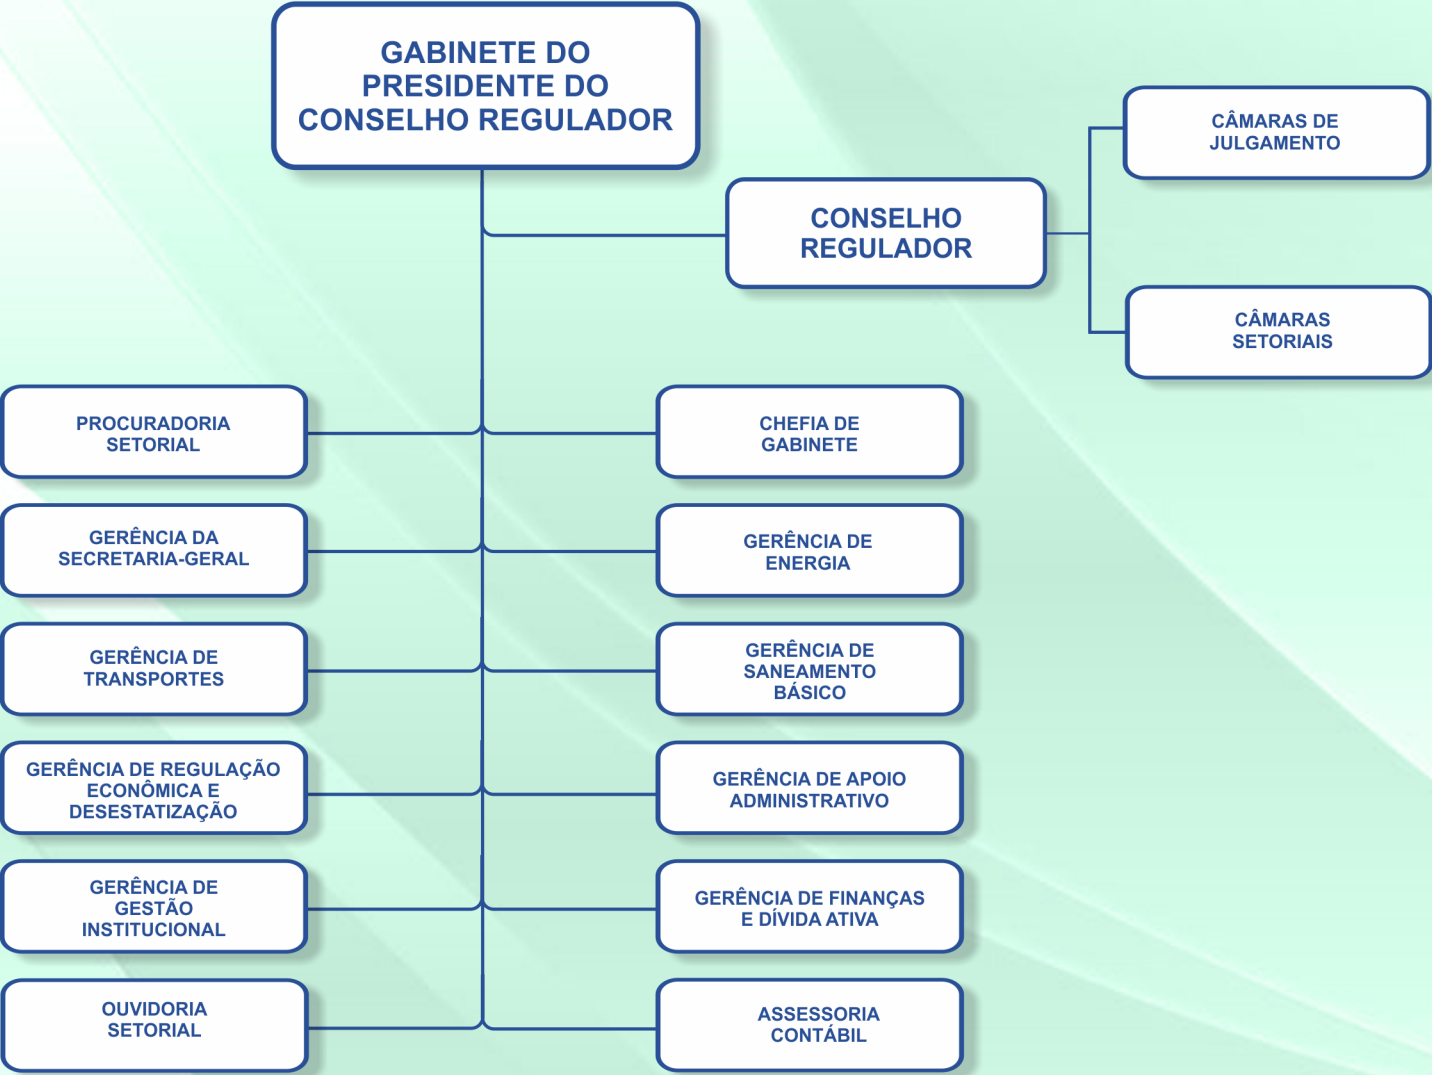 GABINETE DO
PRESIDENTE DO
CONSELHO REGULADOR
CÂMARAS DE
JULGAMENTO
CONSELHO
REGULADOR
CÂMARAS
SETORIAIS
PROCURADORIA
SETORIAL
CHEFIA DE
GABINETE
GERÊNCIA DA
SECRETARIA-GERAL
GERÊNCIA DE
ENERGIA
GERÊNCIA DE
TRANSPORTES
GERÊNCIA DE
SANEAMENTO
BÁSICO
GERÊNCIA DE REGULAÇÃO
ECONÔMICA E
DESESTATIZAÇÃO
GERÊNCIA DE APOIO
ADMINISTRATIVO
GERÊNCIA DE
GESTÃO
INSTITUCIONAL
GERÊNCIA DE FINANÇAS
E DÍVIDA ATIVA
OUVIDORIA
SETORIAL
ASSESSORIA
CONTÁBIL